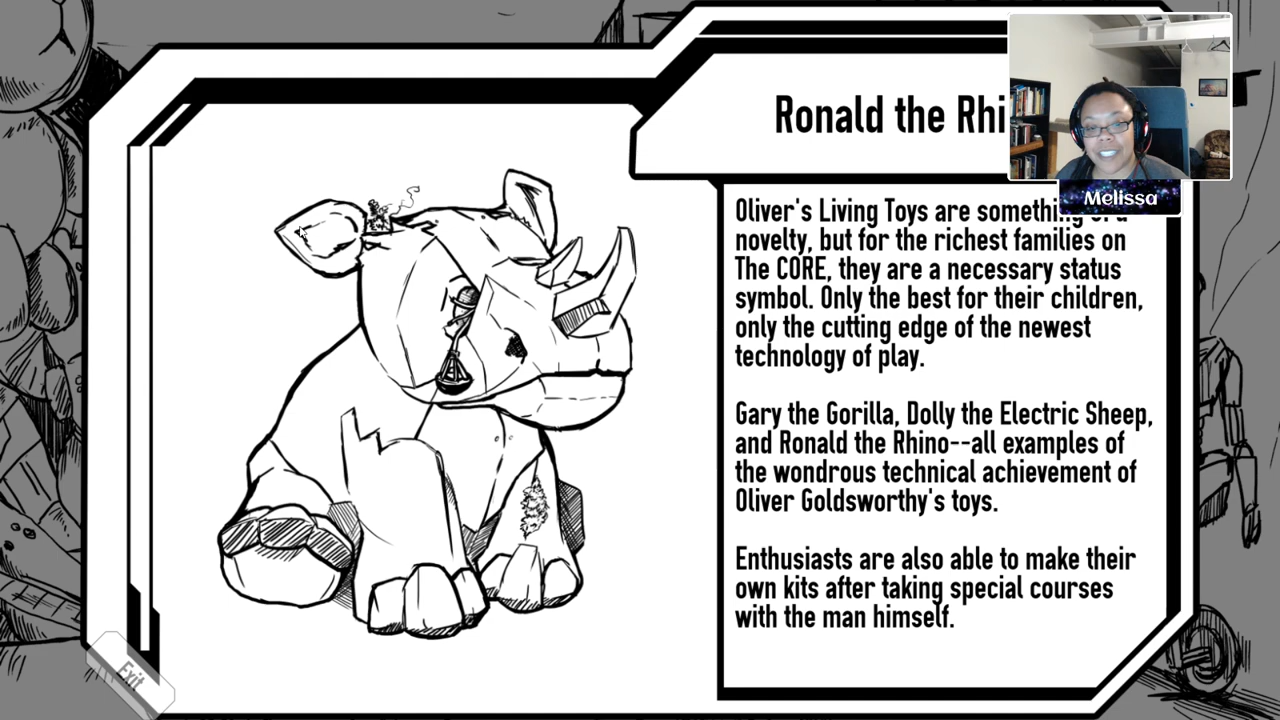 Ronald the Rhi
Melissa
Oliver's Living Toys are something of a
novelty, but for the richest families on
The CORE, they are a necessary status
symbol. Only the best for their children,
only the cutting edge of the newest
technology of play.
Gary the Gorilla, Dolly the Electric Sheep,
and Ronald the Rhino--all examples of
the wondrous technical achievement of
Oliver Goldsworthy's toys.
Enthusiasts are also able to make their
own kits after taking special courses
with the man himself.
Exit